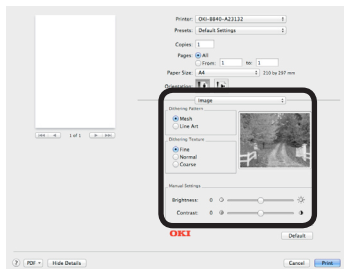 Printer: OKI-8840-A23132
Presets: Default Settings
Copies: 1
Pages: All
From: 1 to: 1
Paper Size: A4 210 by 297 mm
Orientation:
Image
Dithering Pattern
Mesh
Line Art
Dithering Texture
Fine
Normal
Coarse
1 of 1
Manual Settings
Brightness: 0
Contrast: 0
OKI
Default
? PDF Hide Details Cancel Print